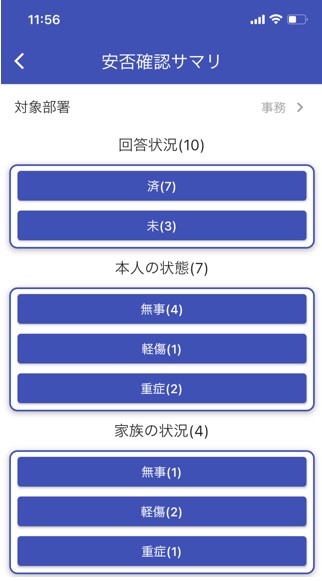 11:56
安否確認サマリ
対象部署 事務
回答状況(10)
済(7)
未(3)
本人の状態(7)
無事(4)
軽傷(1)
重症(2)
家族の状況(4)
無事(1)
軽傷(2)
重症(1)